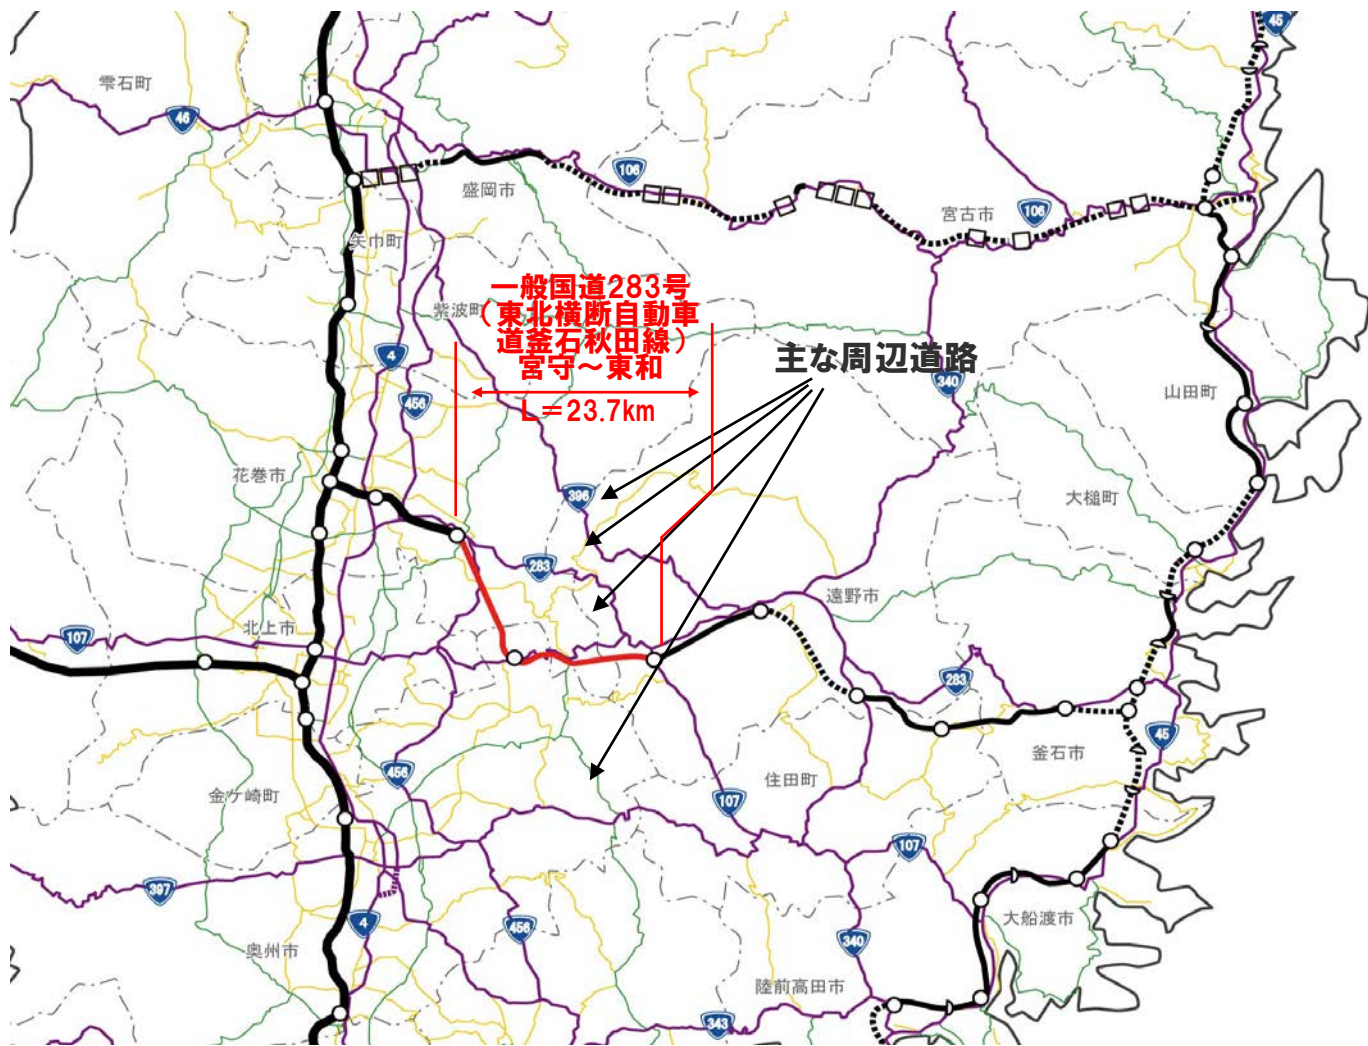 45
雫石町
46
106
盛岡市
宮古市
106
矢巾町
一般国道283号
（東北横断自動車
道釜石秋田線）
宮守～東和
L＝23.7km
紫波町
主な周辺道路
4
456
340
山田町
花巻市
396
大槌町
283
遠野市
北上市
107
283
45
釜石市
456
住田町
金ケ崎町
107
107
397
4
456
340
大船渡市
奥州市
陸前高田市
343